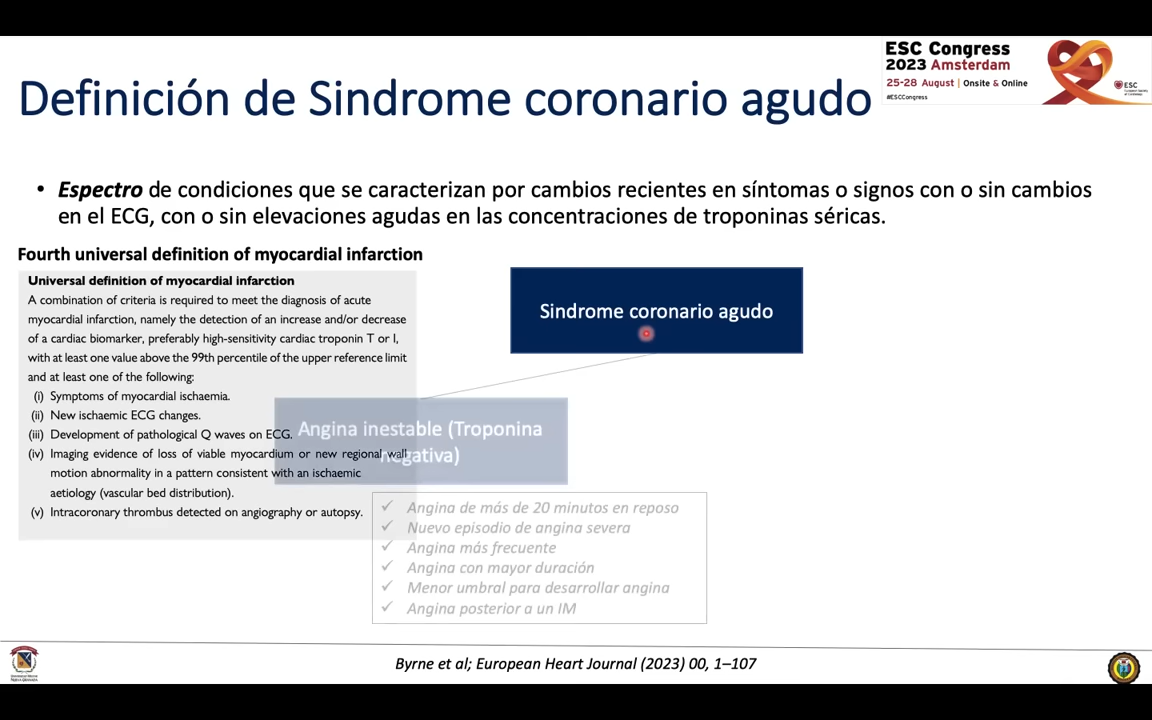 ESC Congress
2023 Amsterdam
25-28 August | Onsite & Online
#ESCCongress
ESC
Definición de Sindrome coronario agudo
• Espectro de condiciones que se caracterizan por cambios recientes en síntomas o signos con o sin cambios
en el ECG, con o sin elevaciones agudas en las concentraciones de troponinas séricas.
Fourth universal definition of myocardial infarction
Universal definition of myocardial infarction
A combination of criteria is required to meet the diagnosis of acute
myocardial infarction, namely the detection of an increase and/or decrease
of a cardiac biomarker, preferably high-sensitivity cardiac troponin T or I,
with at least one value above the 99th percentile of the upper reference limit
and at least one of the following:
(i) Symptoms of myocardial ischaemia.
(ii) New ischaemic ECG changes.
(iii) Development of pathological Q waves on ECG.
(iv) Imaging evidence of loss of viable myocardium or new regional wall
motion abnormality in a pattern consistent with an ischaemic
aetiology (vascular bed distribution).
(v) Intracoronary thrombus detected on angiography or autopsy.
Sindrome coronario agudo
Angina inestable (Troponina
negativa)
✓ Angina de más de 20 minutos en reposo
✓ Nuevo episodio de angina severa
✓ Angina más frecuente
✓ Angina con mayor duración
✓ Menor umbral para desarrollar angina
✓ Angina posterior a un IM
Byrne et al; European Heart Journal (2023) 00, 1–107